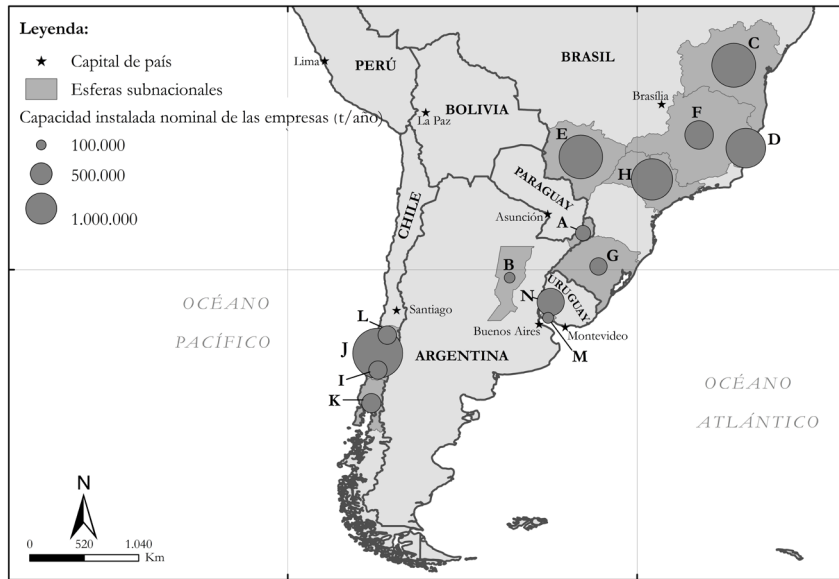 Leyenda:
Capital de país
Esferas subnacionales
Capacidad instalada nominal de las empresas (t/año)
100.000
500.000
1.000.000
Lima
PERÚ
BRASIL
C
BOLIVIA
Brasília
La Paz
F
D
E
H
PARAGUAY
CHILE
Asunción
A
B
G
OCÉANO
PACÍFICO
N
URUGUAY
Santiago
L
Buenos Aires
Montevideo
J
ARGENTINA
M
I
K
OCÉANO
ATLÁNTICO
N
0 520 1.040
Km